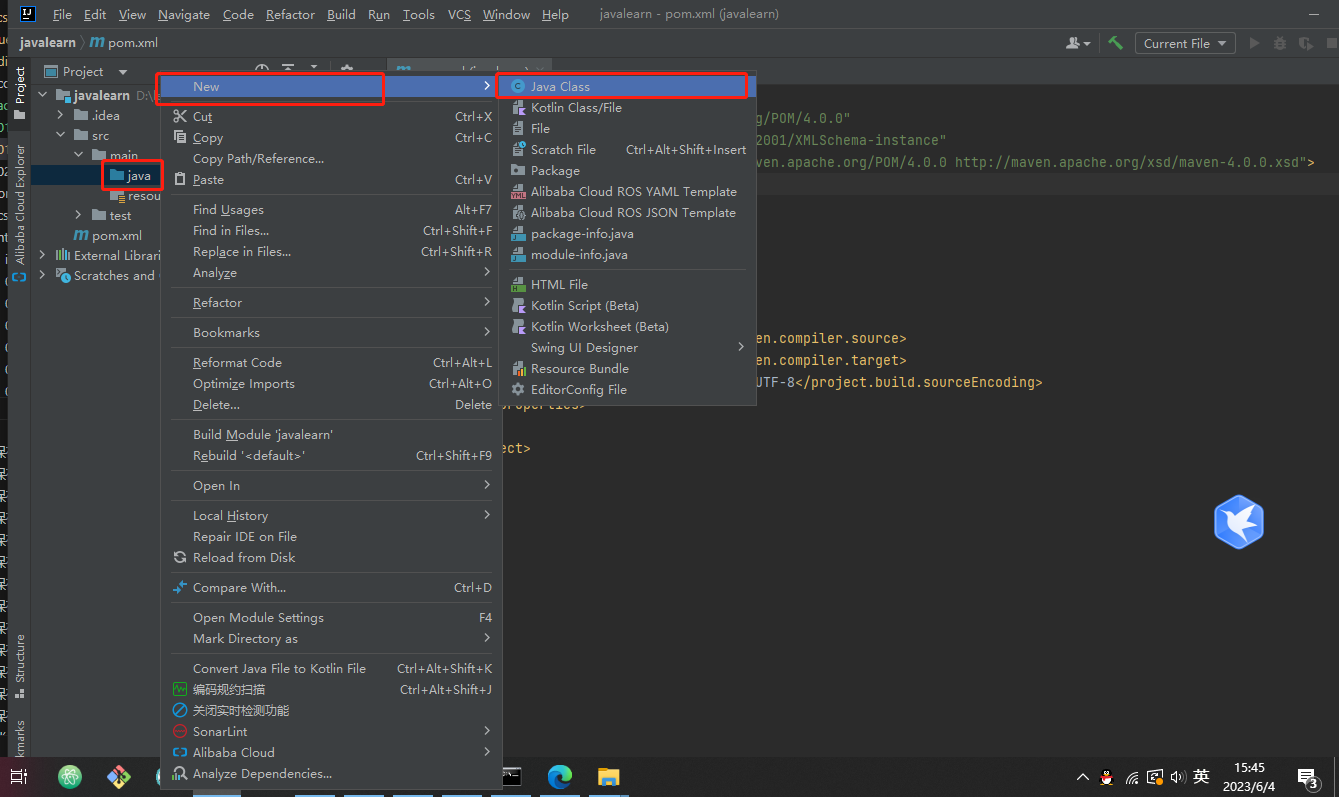 File Edit View Navigate Code Refactor Build Run Tools VCS Window Help javalearn - pom.xml (javalearn)
javalearn m pom.xml
Current File
Project
Project
javalearn D:\
.idea
src
main
java
resou
test
m pom.xml
External Librari
Scratches and
Alibaba Cloud Explorer
Structure
kmarks
New
Cut Ctrl+X
Copy Ctrl+C
Copy Path/Reference...
Paste Ctrl+V
Find Usages Alt+F7
Find in Files... Ctrl+Shift+F
Replace in Files... Ctrl+Shift+R
Analyze
Refactor
Bookmarks
Reformat Code Ctrl+Alt+L
Optimize Imports Ctrl+Alt+O
Delete... Delete
Build Module 'javalearn'
Rebuild '<default>' Ctrl+Shift+F9
Open In
Local History
Repair IDE on File
Reload from Disk
Compare With... Ctrl+D
Open Module Settings F4
Mark Directory as
Convert Java File to Kotlin File Ctrl+Alt+Shift+K
编码规约扫描 Ctrl+Alt+Shift+J
关闭实时检测功能
SonarLint
Alibaba Cloud
Analyze Dependencies...
Java Class
Kotlin Class/File
File
Scratch File Ctrl+Alt+Shift+Insert
Package
Alibaba Cloud ROS YAML Template
Alibaba Cloud ROS JSON Template
package-info.java
module-info.java
HTML File
Kotlin Script (Beta)
Kotlin Worksheet (Beta)
Swing UI Designer
Resource Bundle
EditorConfig File
g/POM/4.0.0"
2001/XMLSchema-instance"
ven.apache.org/POM/4.0.0 http://maven.apache.org/xsd/maven-4.0.0.xsd">
en.compiler.source>
en.compiler.target>
UTF-8</project.build.sourceEncoding>
roperties>
ect>
英
15:45
2023/6/4
3